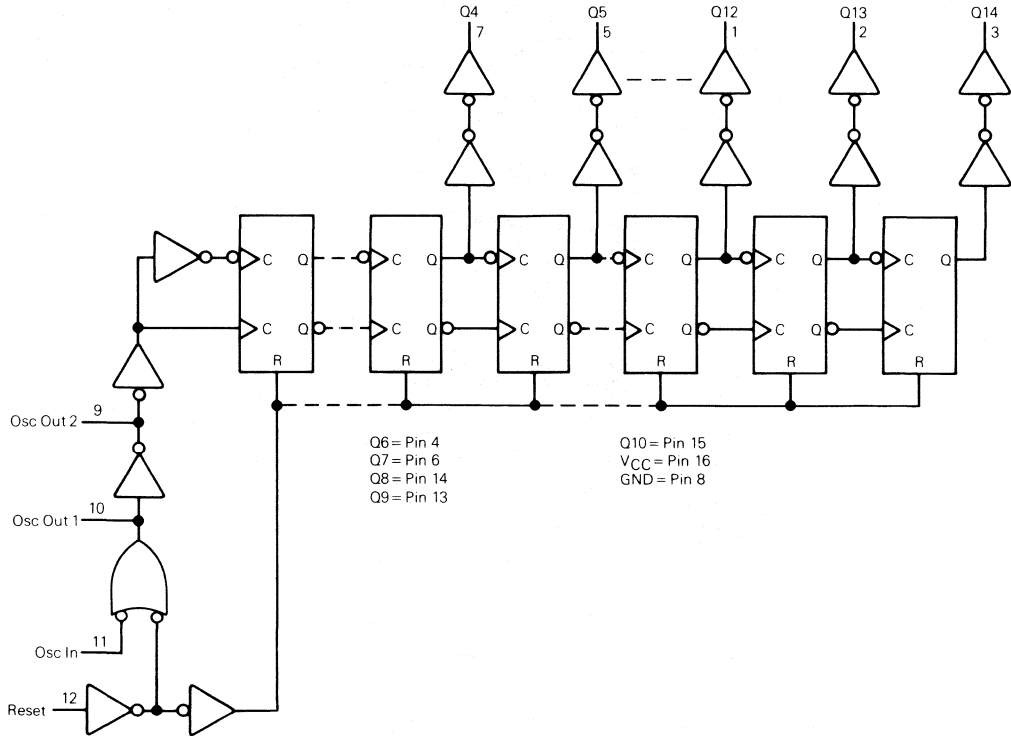 Q4 Q5 Q12 Q13 Q14
7 5 1 2 3
C Q C Q C Q C Q C Q C Q
C Q C Q C Q C Q C Q C
R R R R R R
Osc Out 2 9
Q6 = Pin 4
Q7 = Pin 6
Q8 = Pin 14
Q9 = Pin 13
Q10 = Pin 15
VCC = Pin 16
GND = Pin 8
Osc Out 1 10
Osc In 11
Reset 12